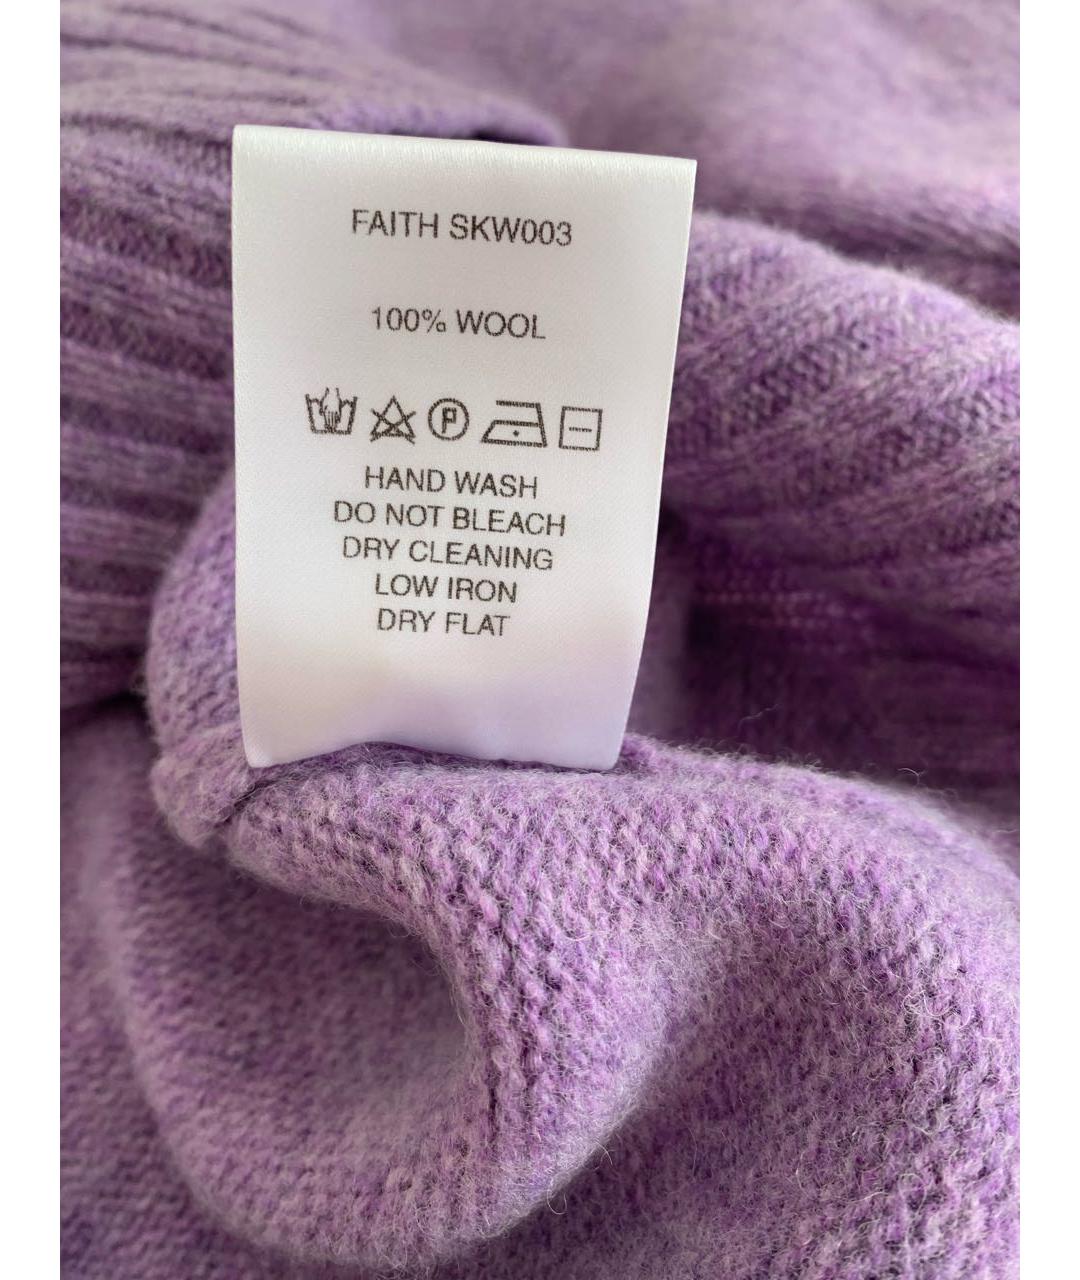 FAITH SKW003
100% WOOL
P
HAND WASH
DO NOT BLEACH
DRY CLEANING
LOW IRON
DRY FLAT